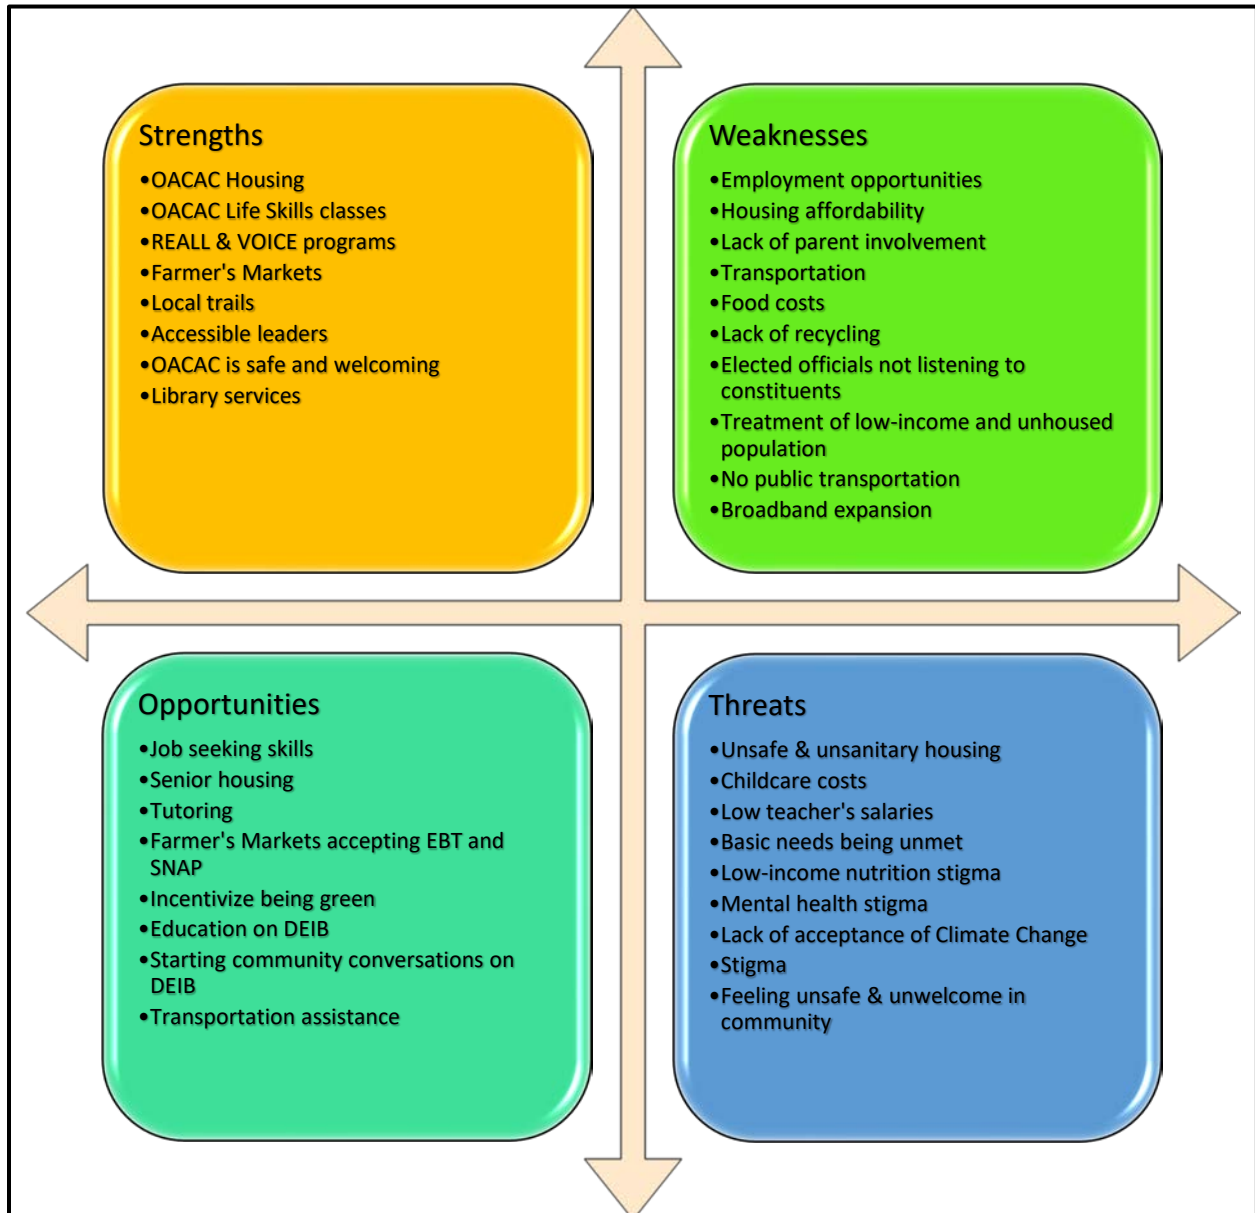 Strengths
•OACAC Housing
•OACAC Life Skills classes
•REALL & VOICE programs
•Farmer's Markets
•Local trails
•Accessible leaders
•OACAC is safe and welcoming
•Library services
Weaknesses
•Employment opportunities
•Housing affordability
•Lack of parent involvement
•Transportation
•Food costs
•Lack of recycling
•Elected officials not listening to
constituents
•Treatment of low-income and unhoused
population
•No public transportation
•Broadband expansion
Opportunities
•Job seeking skills
•Senior housing
•Tutoring
•Farmer's Markets accepting EBT and
SNAP
•Incentivize being green
•Education on DEIB
•Starting community conversations on
DEIB
•Transportation assistance
Threats
•Unsafe & unsanitary housing
•Childcare costs
•Low teacher's salaries
•Basic needs being unmet
•Low-income nutrition stigma
•Mental health stigma
•Lack of acceptance of Climate Change
•Stigma
•Feeling unsafe & unwelcome in
community